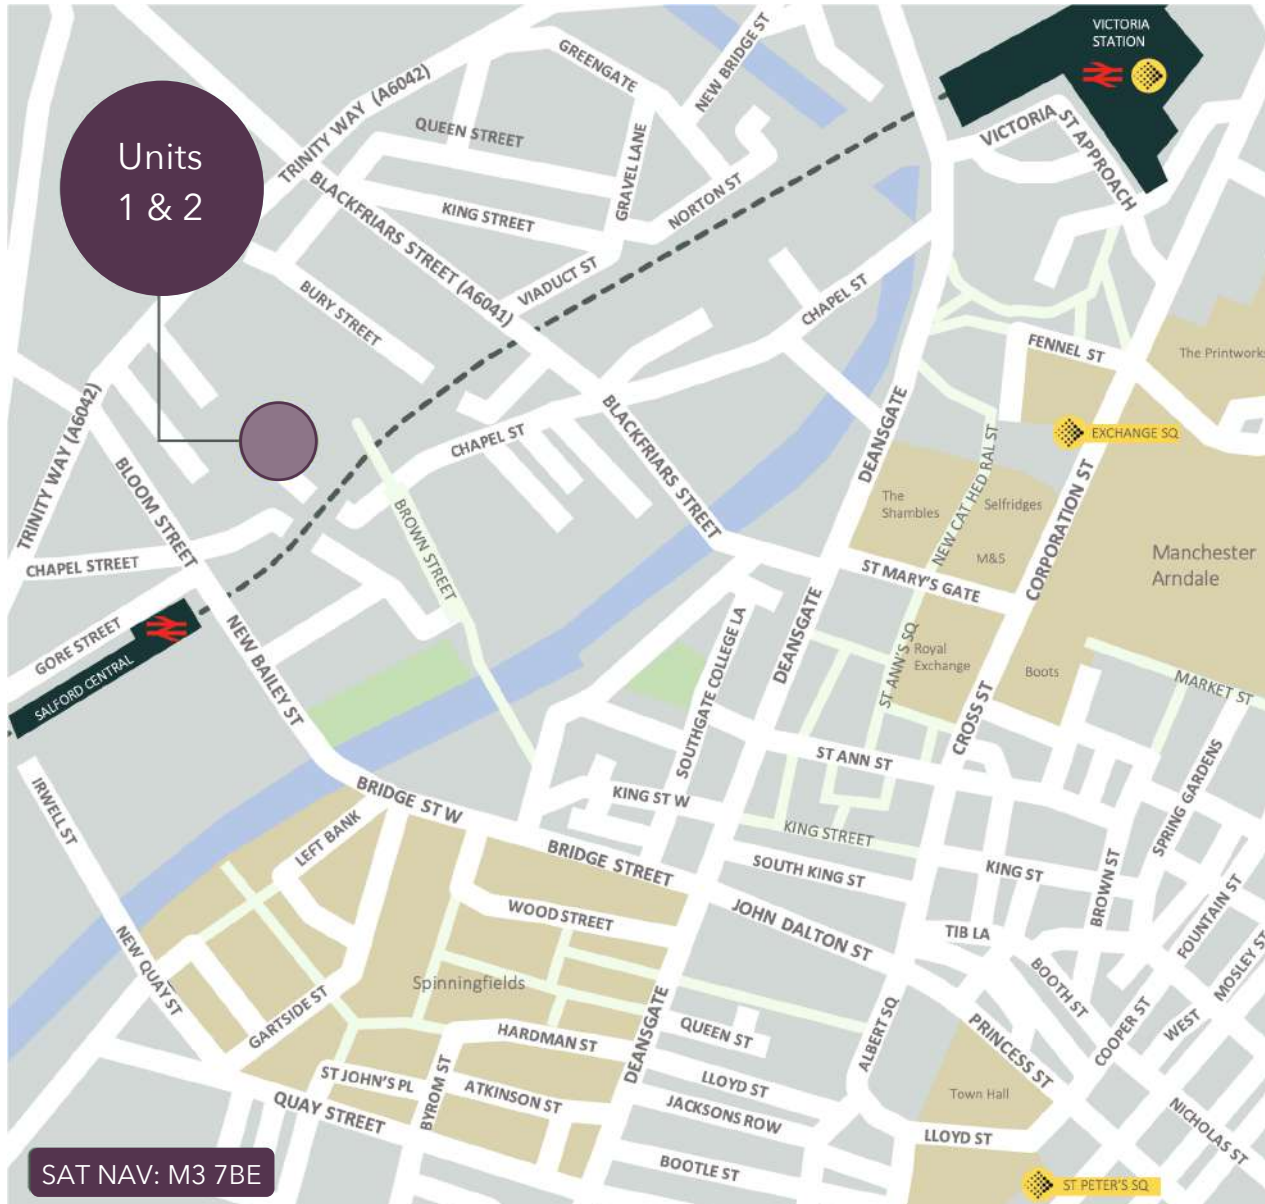 VICTORIA
STATION
Units
1 & 2
TRINITY WAY (A6042)
GREENGATE
NEW BRIDGE ST
QUEEN STREET
GRAVEL LANE
VICTORIA
ST APPROACH
BLACKFRIARS STREET (A6041)
KING STREET
NORTON ST
VIADUCT ST
BURY STREET
CHAPEL ST
FENNEL ST
The Printworks
TRINITY WAY (A6042)
CHAPEL ST
BLACKFRIARS STREET
DEANSGATE
EXCHANGE SQ
BLOOM STREET
BROWN STREET
The
Shambles
NEW CAT HED RAL ST
Selfridges
M&S
CORPORATION ST
Manchester
Arndale
CHAPEL STREET
ST MARY'S GATE
GORE STREET
SALFORD CENTRAL
NEW BAILEY ST
SOUTHGATE COLLEGE LA
DEANSGATE
ST ANN'S SQ
Royal
Exchange
Boots
MARKET ST
CROSS ST
ST ANN ST
IRWELL ST
BRIDGE ST W
KING ST W
KING STREET
SPRING GARDENS
LEFT BANK
BRIDGE STREET
SOUTH KING ST
KING ST
BROWN ST
WOOD STREET
JOHN DALTON ST
TIB LA
FOUNTAIN ST
NEW QUAY ST
Spinningfields
BOOTH ST
MOSLEY ST
GARTSIDE ST
HARDMAN ST
DEANSGATE
QUEEN ST
ALBERT SQ
PRINCESS ST
COOPER ST
WEST
ST JOHN'S PL
BYROM ST
ATKINSON ST
LLOYD ST
Town Hall
QUAY STREET
JACKSONS ROW
LLOYD ST
NICHOLAS ST
SAT NAV: M3 7BE
BOOTLE ST
ST PETER'S SQ